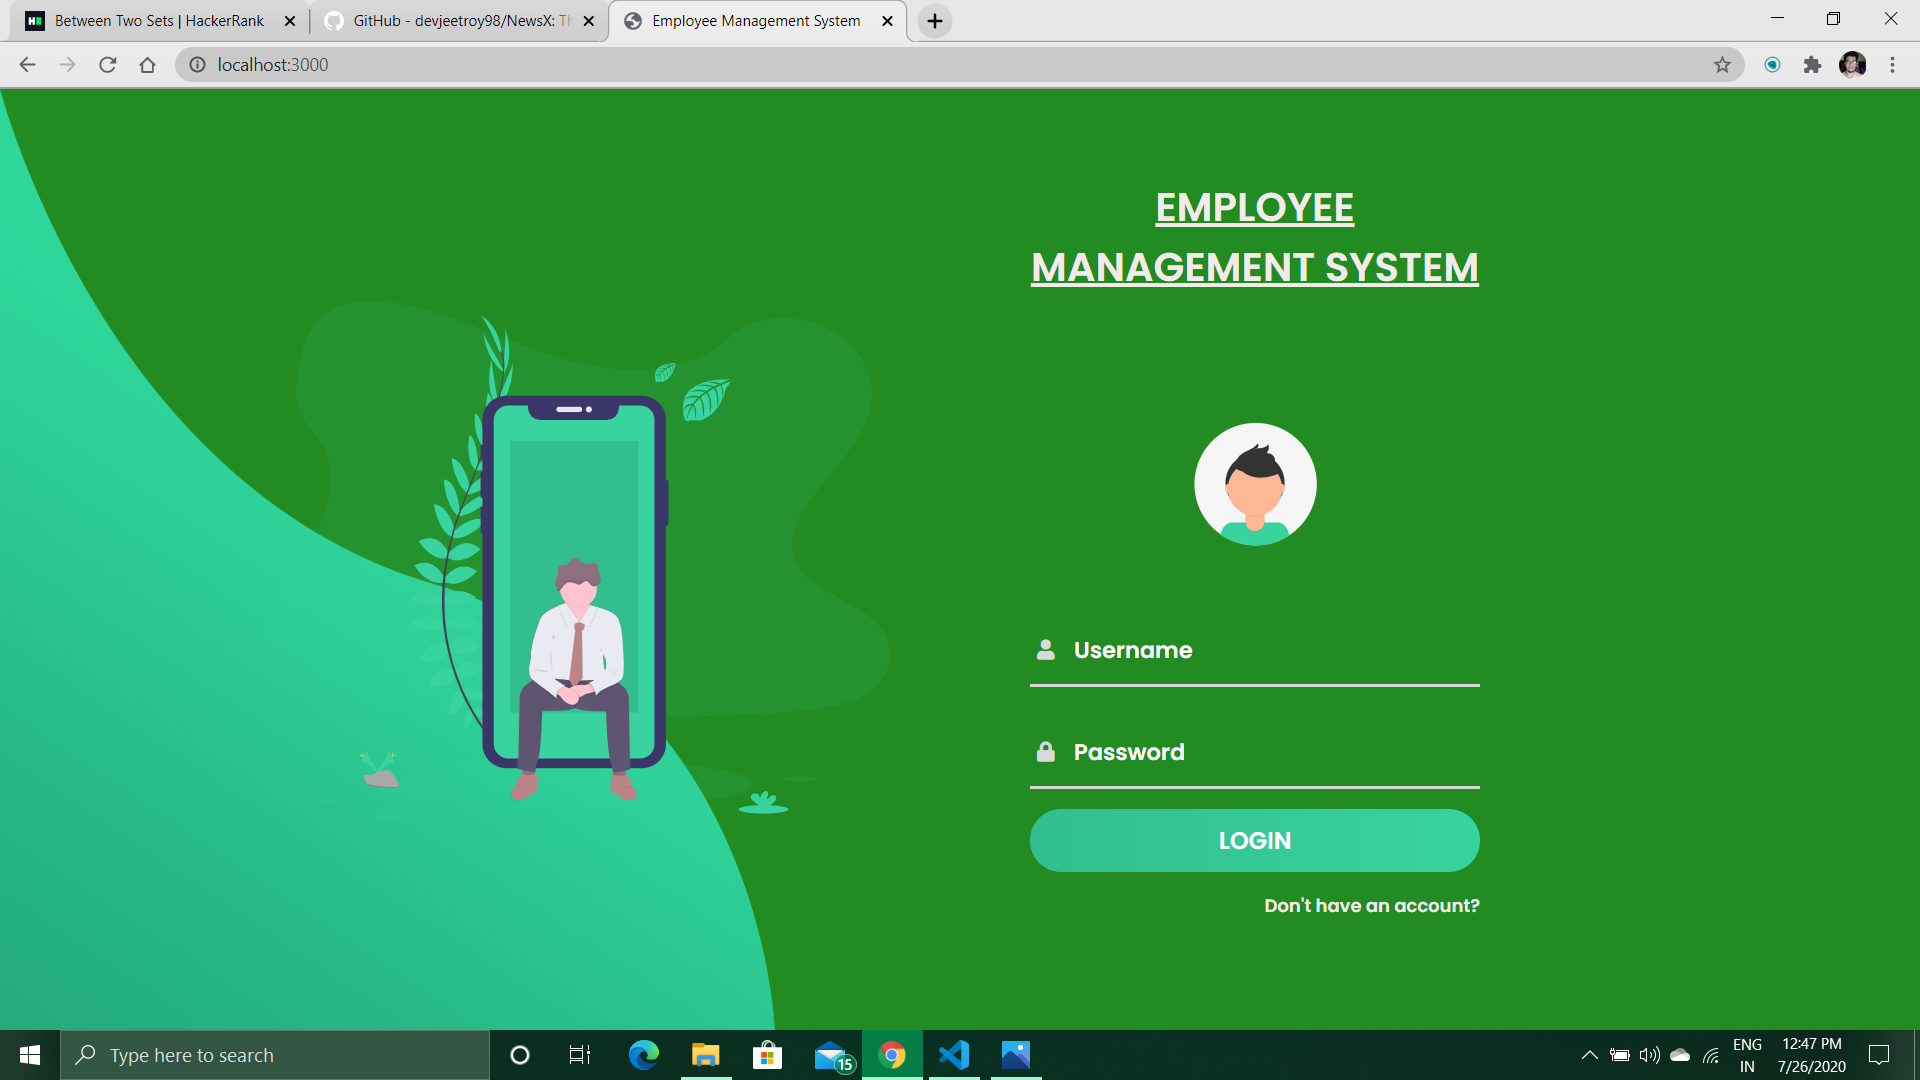 Between Two Sets | HackerRank
GitHub - devjeetroy98/NewsX: Th
Employee Management System
localhost:3000
EMPLOYEE
MANAGEMENT SYSTEM
Username
Password
LOGIN
Don't have an account?
Type here to search
15
ENG
IN
12:47 PM
7/26/2020